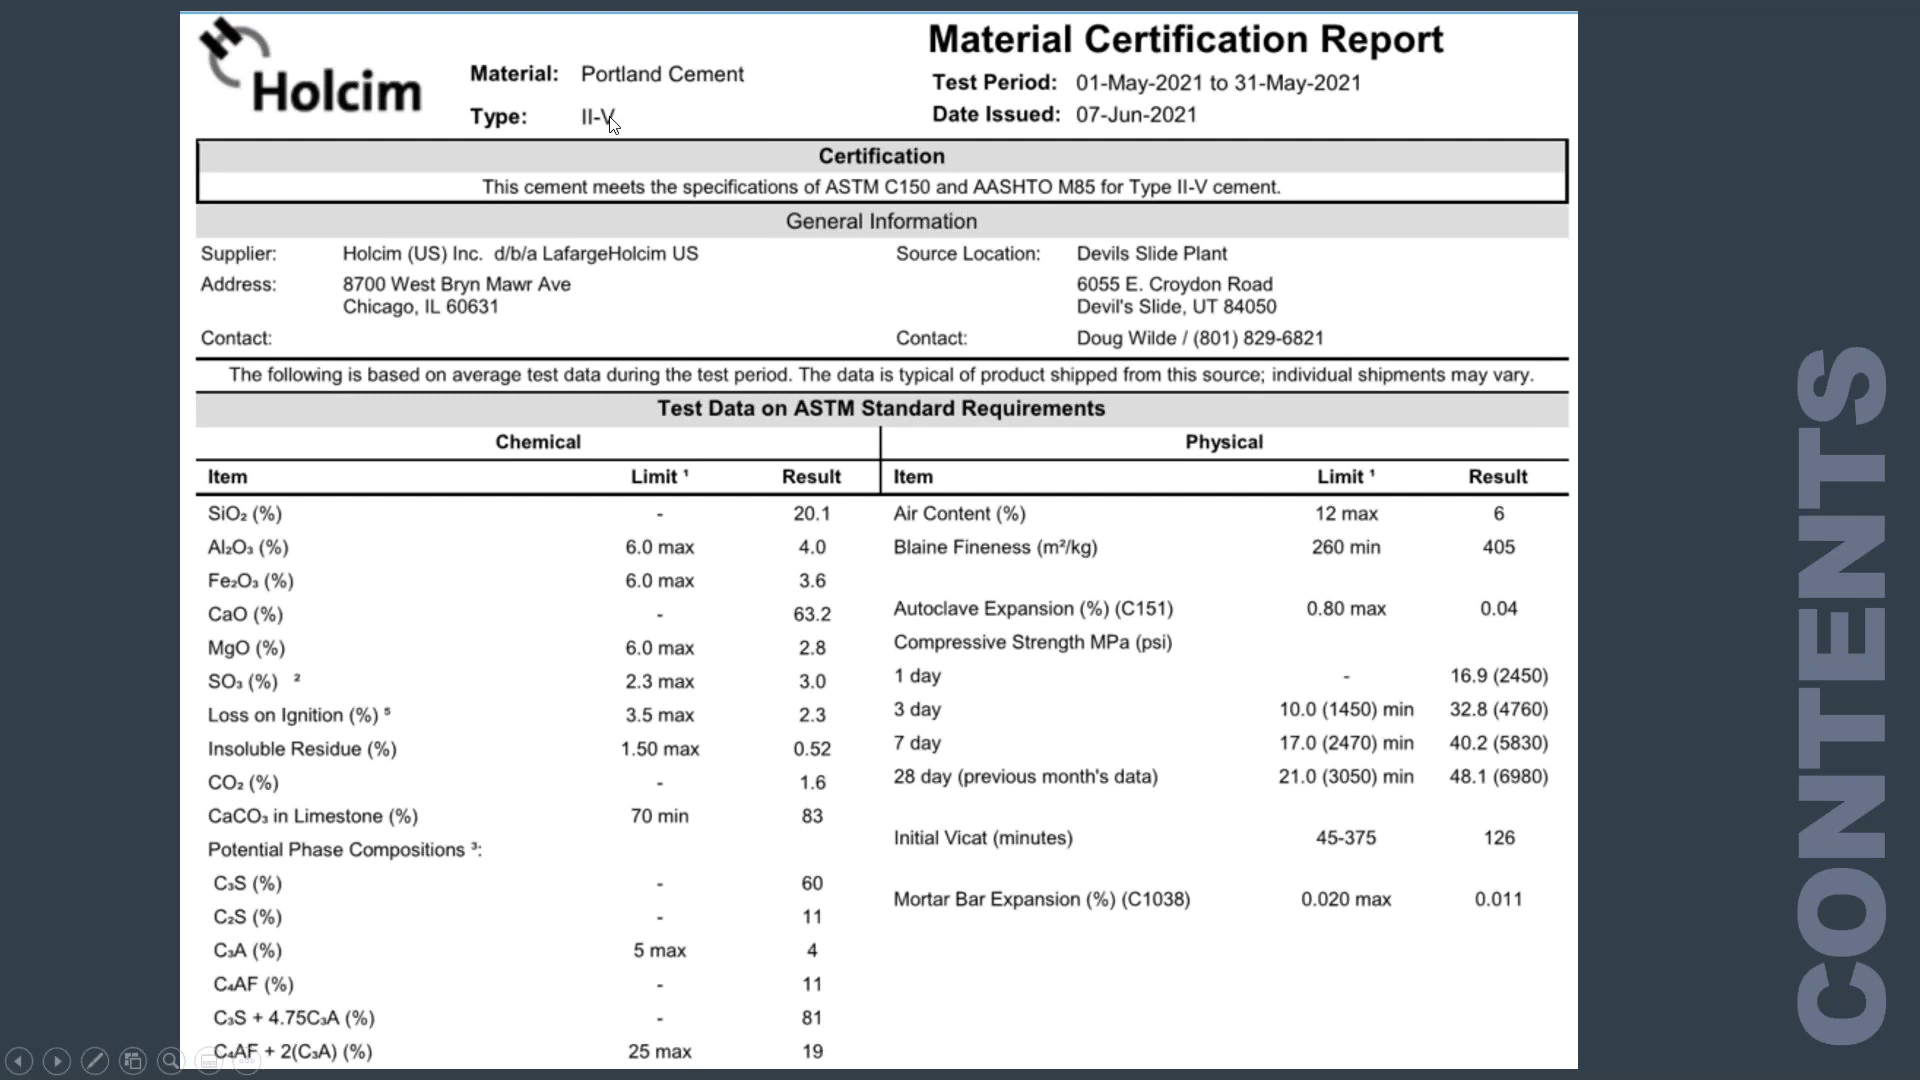 Holcim
Material: Portland Cement
Type: II-V
Material Certification Report
Test Period: 01-May-2021 to 31-May-2021
Date Issued: 07-Jun-2021
Certification
This cement meets the specifications of ASTM C150 and AASHTO M85 for Type II-V cement.
General Information
Supplier: Holcim (US) Inc. d/b/a LafargeHolcim US Source Location: Devils Slide Plant
Address: 8700 West Bryn Mawr Ave 6055 E. Croydon Road
Chicago, IL 60631 Devil's Slide, UT 84050
Contact: Contact: Doug Wilde / (801) 829-6821
The following is based on average test data during the test period. The data is typical of product shipped from this source; individual shipments may vary.
Test Data on ASTM Standard Requirements
Chemical
Item Limit ¹ Result
SiO₂ (%) - 20.1
Al₂O₃ (%) 6.0 max 4.0
Fe₂O₃ (%) 6.0 max 3.6
CaO (%) - 63.2
MgO (%) 6.0 max 2.8
SO₃ (%) ² 2.3 max 3.0
Loss on Ignition (%) ⁵ 3.5 max 2.3
Insoluble Residue (%) 1.50 max 0.52
CO₂ (%) - 1.6
CaCO₃ in Limestone (%) 70 min 83
Potential Phase Compositions ³:
C₃S (%) - 60
C₂S (%) - 11
C₃A (%) 5 max 4
C₄AF (%) - 11
C₃S + 4.75C₃A (%) - 81
C₄AF + 2(C₃A) (%) 25 max 19
Physical
Item Limit ¹ Result
Air Content (%) 12 max 6
Blaine Fineness (m²/kg) 260 min 405
Autoclave Expansion (%) (C151) 0.80 max 0.04
Compressive Strength MPa (psi)
1 day - 16.9 (2450)
3 day 10.0 (1450) min 32.8 (4760)
7 day 17.0 (2470) min 40.2 (5830)
28 day (previous month's data) 21.0 (3050) min 48.1 (6980)
Initial Vicat (minutes) 45-375 126
Mortar Bar Expansion (%) (C1038) 0.020 max 0.011
CONTENTS